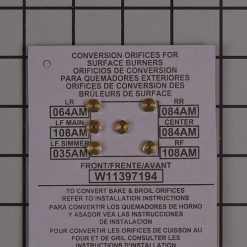 CONVERSION ORIFICES FOR
SURFACE BURNERS
ORIFICIOS DE CONVERSION
PARA QUEMADORES EXTERIORES
ORIFICES DE CONVERSION DES
BRÛLEURS DE SURFACE
LR
RR
064AM
084AM
LF MAIN
CENTER
108AM
084AM
LF SIMMER
RF
035AM
108AM
FRONT/FRENTE/AVANT
W11397194
TO CONVERT BAKE & BROIL ORIFICES
REFER TO INSTALLATION INSTRUCTIONS
PARA CONVERTIR LOS QUEMADORES DE HORNO
Y ASADOR VEA LAS INSTRUCCIONES
DE INSTALACION
POUR CONVERTIR LES ORIFICES DE CUISSON AU
FOUR ET DE GRIL, CONSULTER LES
INSTRUCTIONS D'INSTALLATION